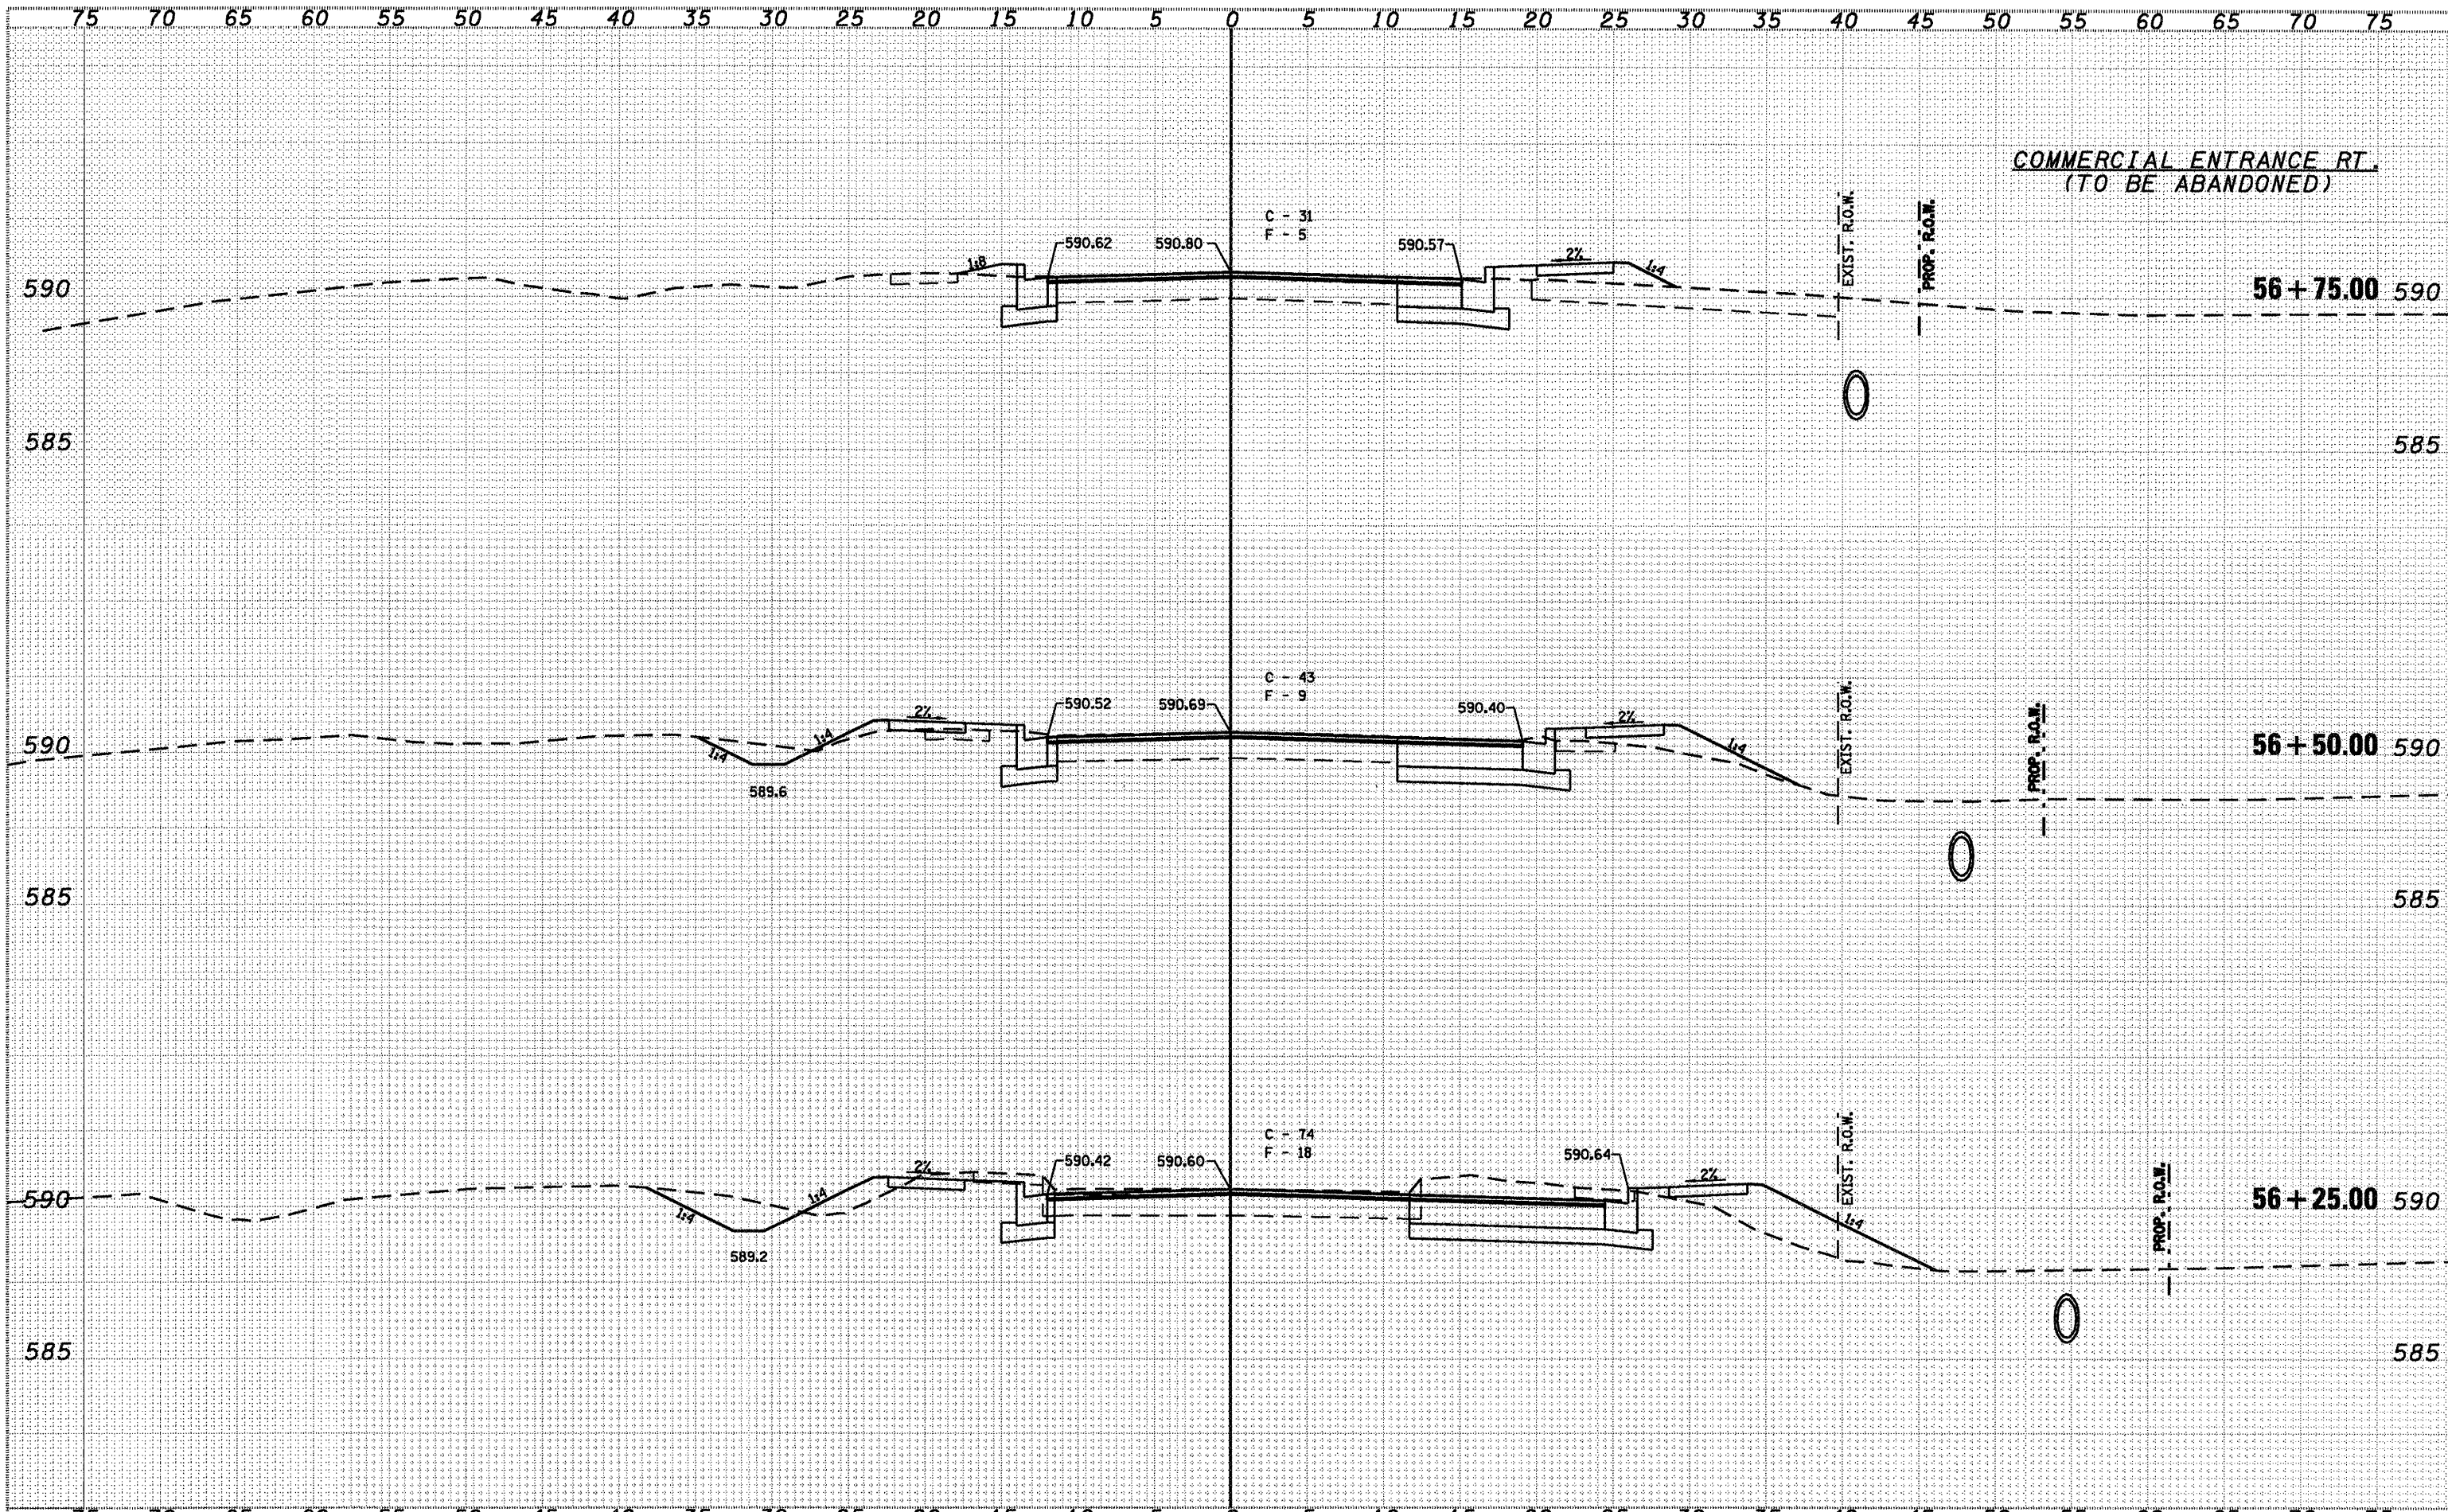 75 70 65 60 55 50 45 40 35 30 25 20 15 10 5 0 5 10 15 20 25 30 35 40 45 50 55 60 65 70 75
COMMERCIAL ENTRANCE RT.
(TO BE ABANDONED)
EXIST. R.O.W.
PROP. R.O.W.
C - 31
F - 5
590.62
590.80
590.57
1:8
2%
1:4
590
56 + 75.00 590
585
585
C - 43
F - 9
590.52
590.69
590.40
2%
2%
1:4
1:4
1:4
EXIST. R.O.W.
PROP. R.O.W.
590
56 + 50.00 590
589.6
585
585
C - 74
F - 18
590.42
590.60
590.64
2%
2%
1:4
1:4
1:4
EXIST. R.O.W.
PROP. R.O.W.
590
56 + 25.00 590
589.2
585
585